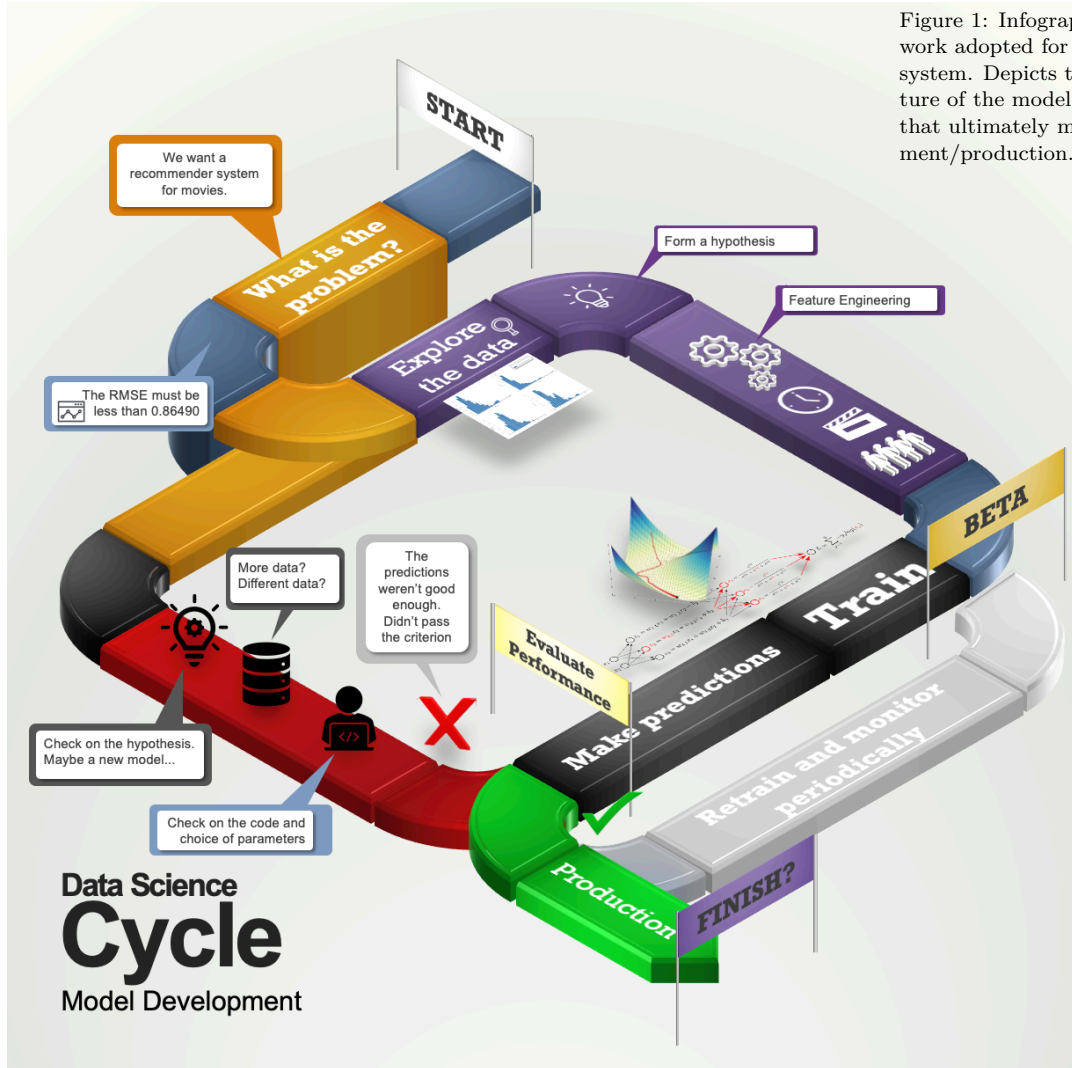 Figure 1: Infograp
work adopted for
system. Depicts t
ture of the model
that ultimately m
ment/production.
START
We want a
recommender system
for movies.
What is the
problem?
Form a hypothesis
Feature Engineering
Explore
the data
The RMSE must be
less than 0.86490
BETA
More data?
Different data?
The
predictions
weren't good
enough.
Didn't pass
the criterion
Train
Evaluate
Performance
Make predictions
Retrain and monitor
periodically
Check on the hypothesis.
Maybe a new model...
</>
Check on the code and
choice of parameters
Production
FINISH?
Data Science
Cycle
Model Development